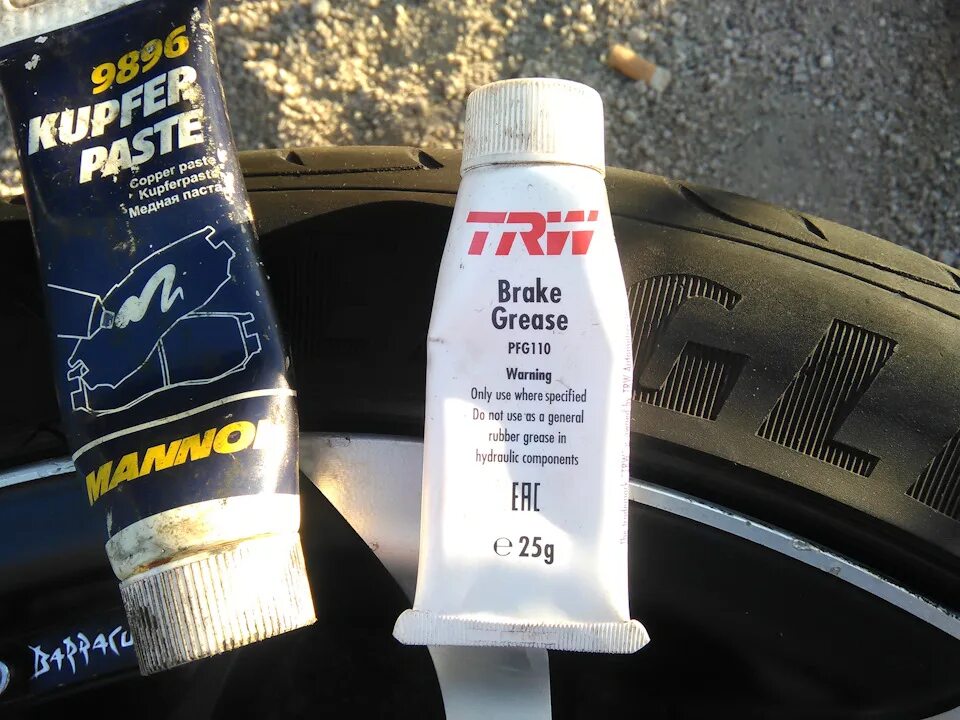 9896
KUPFER
PASTE
Copper paste
Kupferpaste
Медная паста
MANNOL
TRW
Brake
Grease
PFG110
Warning
Only use where specified
Do not use as a general
rubber grease in
hydraulic components
EAC
e 25g